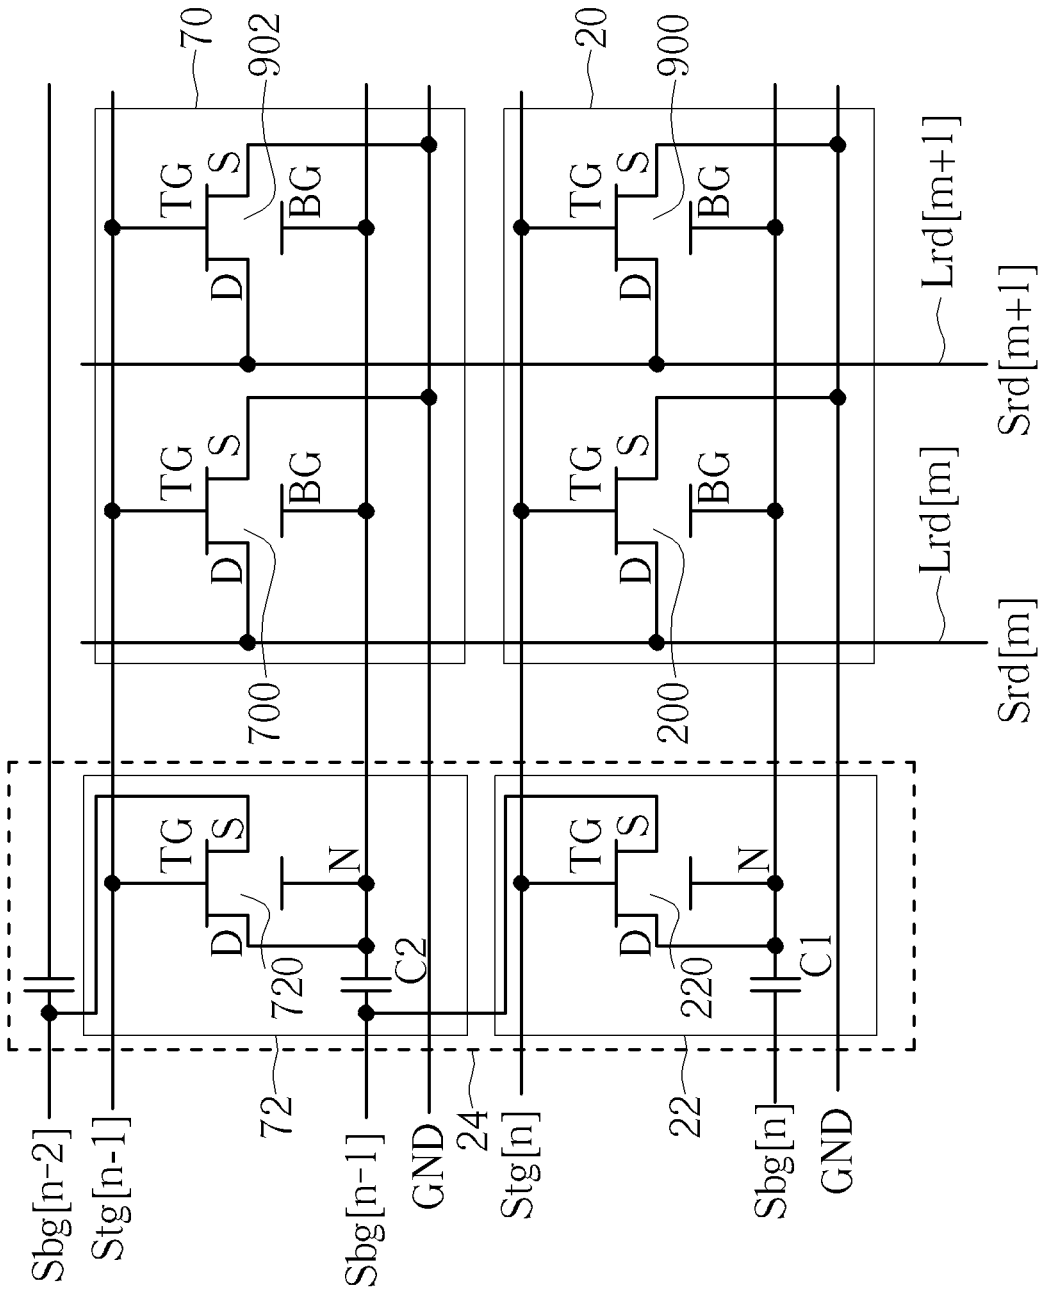 Sbg[n-2]
Stg[n-1]
TG
TG
TG
70
D
S
D
S
D
S
72
720
700
902
BG
BG
N
Sbg[n-1]
C2
GND
24
Stg[n]
TG
TG
TG
20
D
S
D
S
D
S
22
220
200
900
BG
BG
N
Sbg[n]
C1
GND
Lrd[m]
Lrd[m+1]
Srd[m]
Srd[m+1]